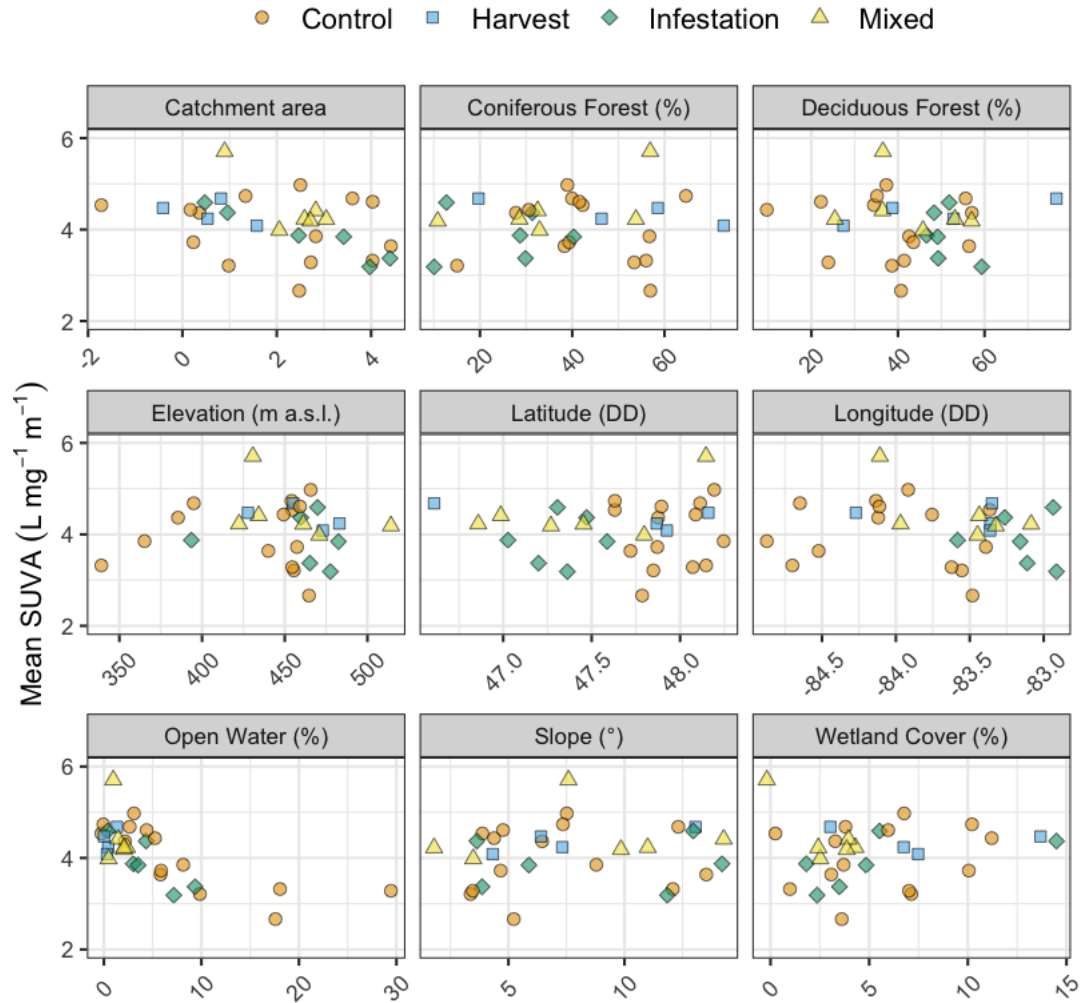 Control Harvest Infestation Mixed
Catchment area Coniferous Forest (%) Deciduous Forest (%)
6
4
2
-2 0 2 4 20 40 60 20 40 60
Mean SUVA (L mg⁻¹ m⁻¹)
Elevation (m a.s.l.) Latitude (DD) Longitude (DD)
6
4
2
350 400 450 500 47.0 47.5 48.0 -84.5 -84.0 -83.5 -83.0
Open Water (%) Slope (°) Wetland Cover (%)
6
4
2
0 10 20 30 5 10 0 5 10 15